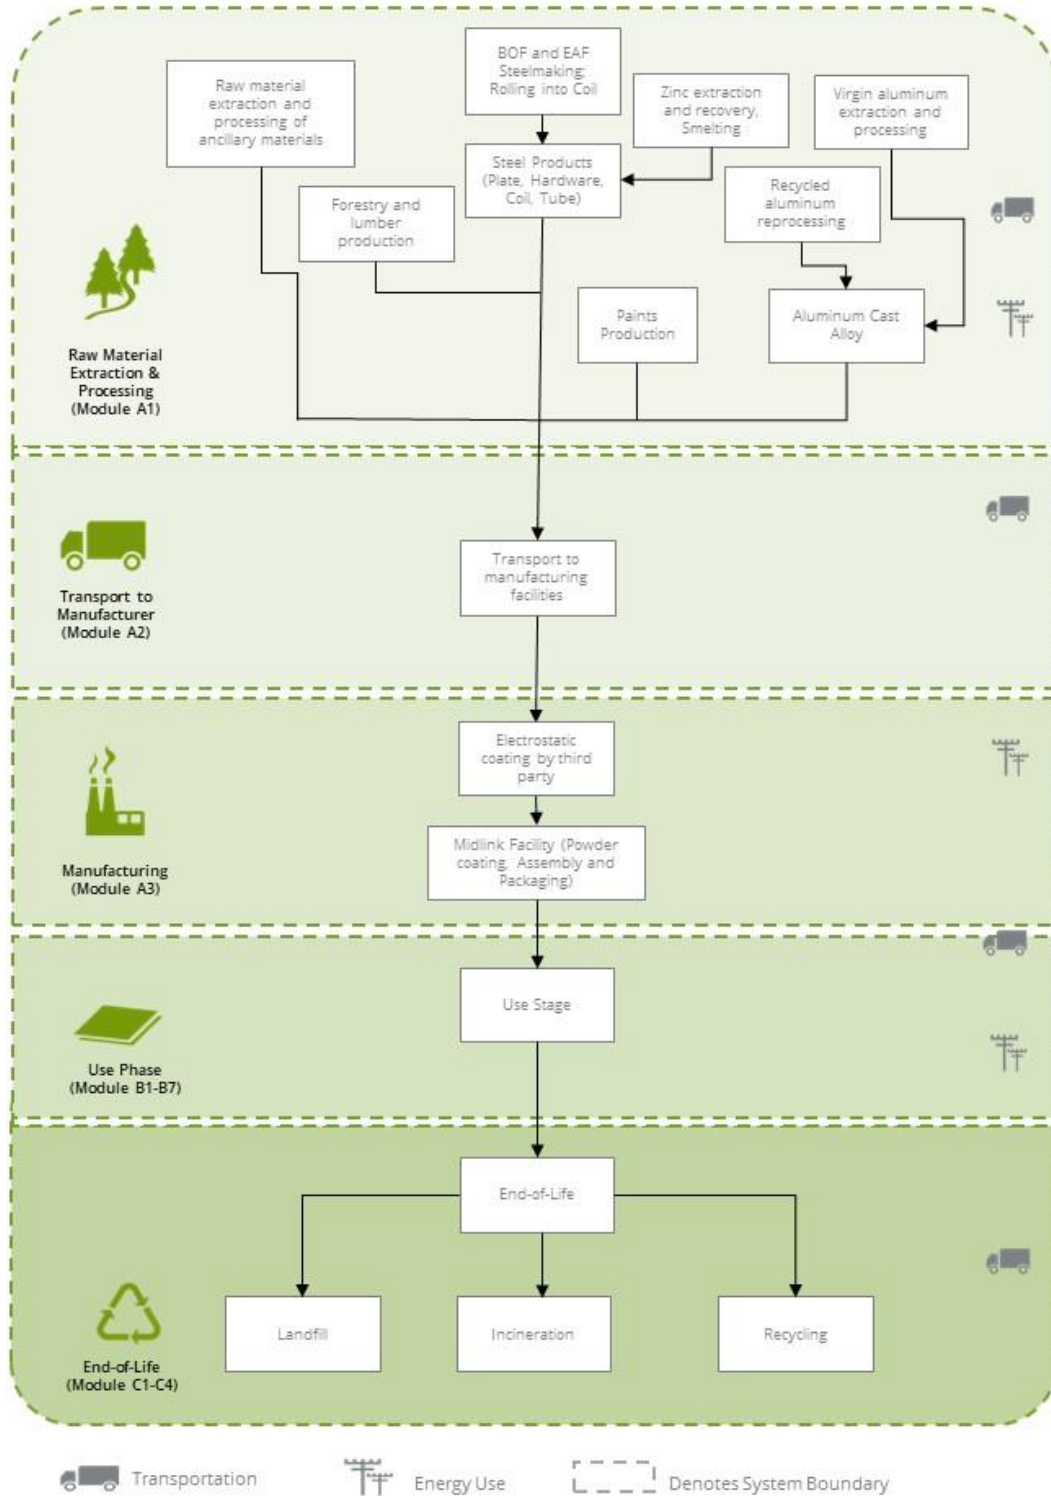 BOF and EAF
Steelmaking;
Rolling into Coil
Raw material
extraction and
processing of
ancillary materials
Zinc extraction
and recovery,
Smelting
Virgin aluminum
extraction and
processing
Steel Products
(Plate, Hardware,
Coil, Tube)
Forestry and
lumber
production
Recycled
aluminum
reprocessing
Paints
Production
Aluminum Cast
Alloy
Raw Material
Extraction &
Processing
(Module A1)
Transport to
manufacturing
facilities
Transport to
Manufacturer
(Module A2)
Electrostatic
coating by third
party
Midlink Facility (Powder
coating, Assembly and
Packaging)
Manufacturing
(Module A3)
Use Stage
Use Phase
(Module B1-B7)
End-of-Life
Landfill
Incineration
Recycling
End-of-Life
(Module C1-C4)
Transportation
Energy Use
Denotes System Boundary